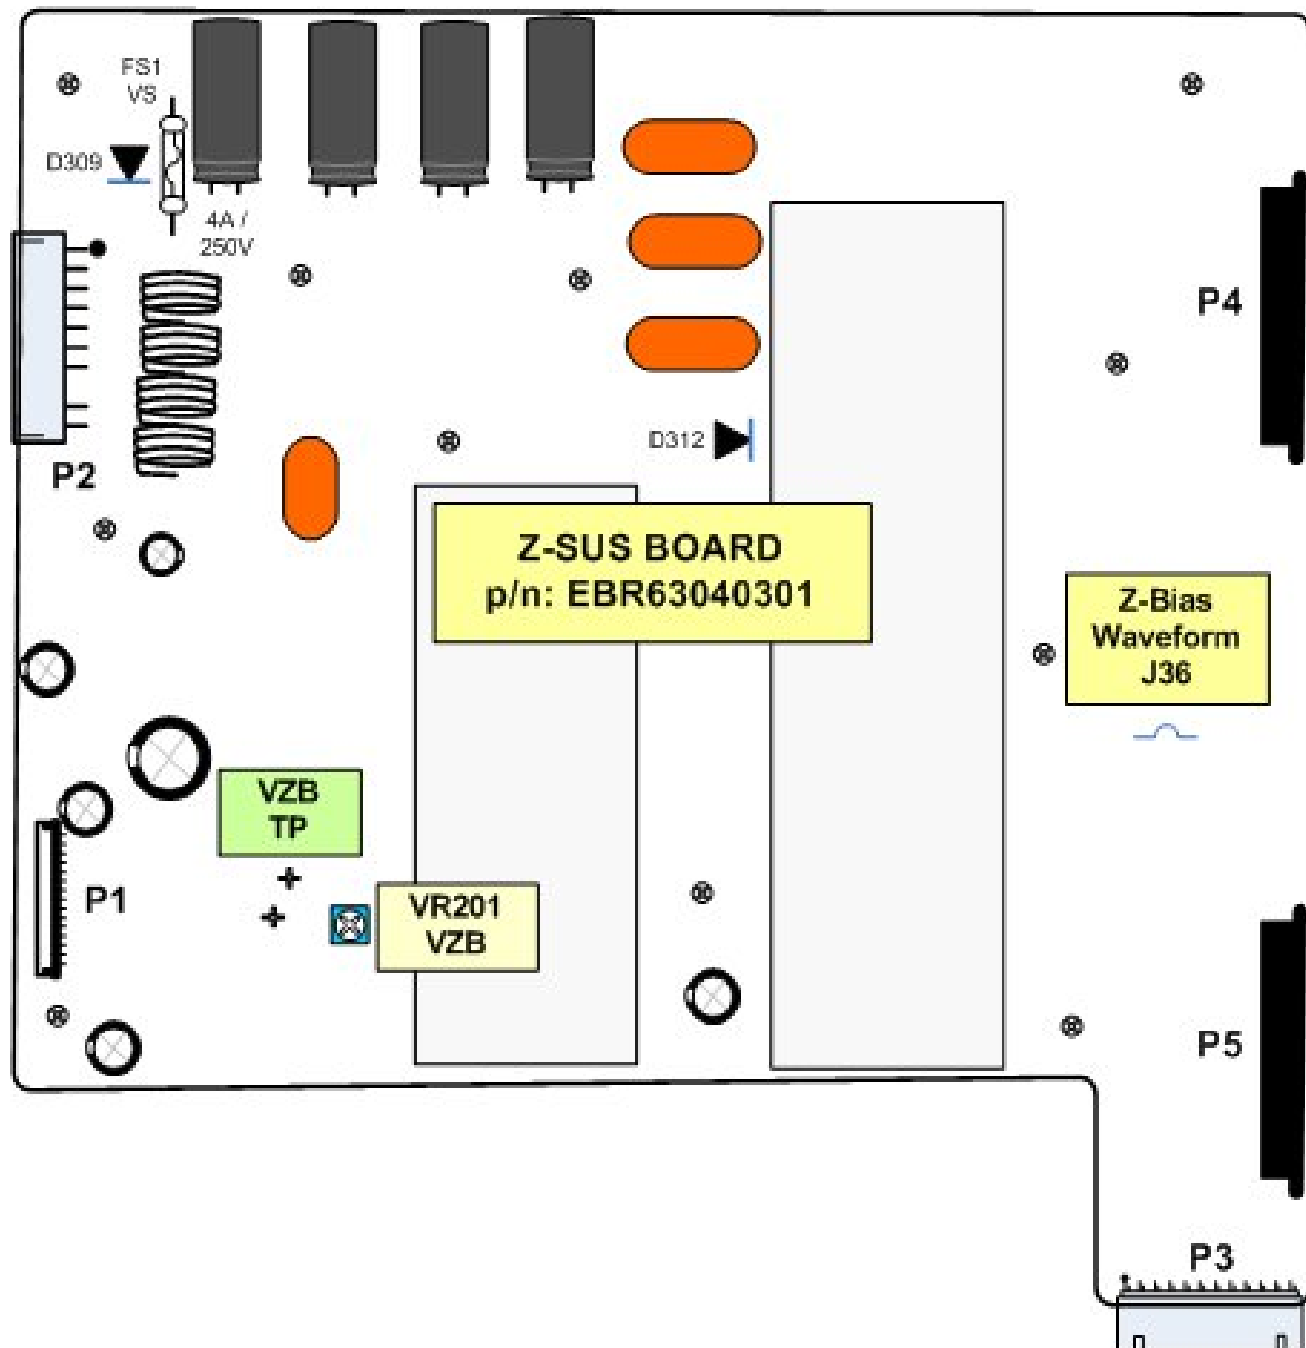 FS1
VS
D309
4A /
250V
P4
D312
P2
Z-SUS BOARD
p/n: EBR63040301
Z-Bias
Waveform
J36
VZB
TP
P1
VR201
VZB
P5
P3